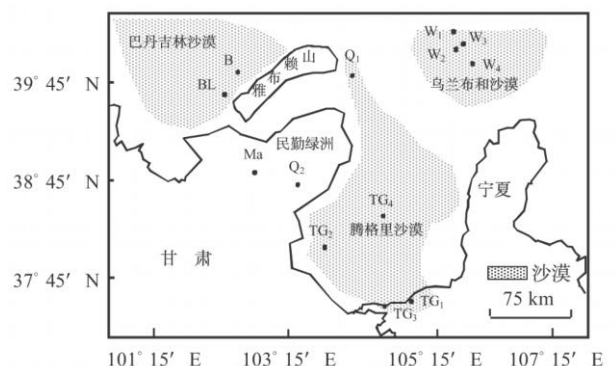 巴丹吉林沙漠
B
BL
雅布赖山
Q1
W1
W3
W2
W4
乌兰布和沙漠
39°45′ N
民勤绿洲
Ma
Q2
38°45′ N
宁夏
TG4
腾格里沙漠
TG2
甘 肃
37°45′ N
沙漠
75 km
TG1
TG3
101°15′ E 103°15′ E 105°15′ E 107°15′ E